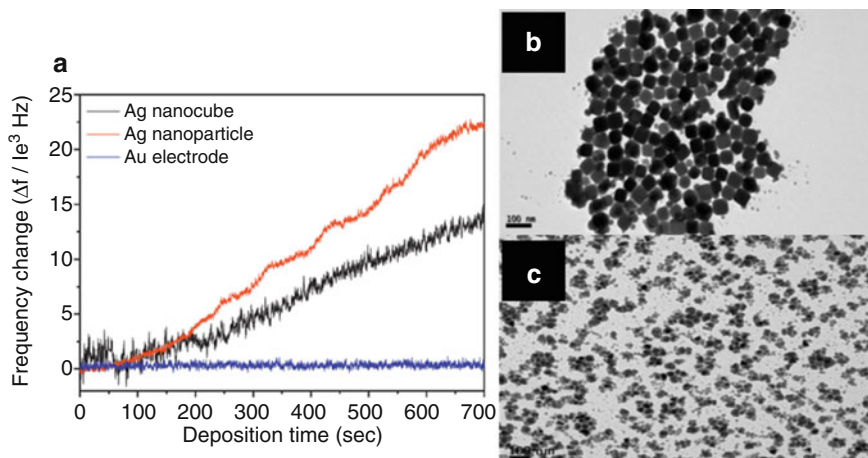 a
Frequency change (Δf / Ie³ Hz)
25
20
15
10
5
0
Ag nanocube
Ag nanoparticle
Au electrode
0 100 200 300 400 500 600 700
Deposition time (sec)
b
100 nm
c